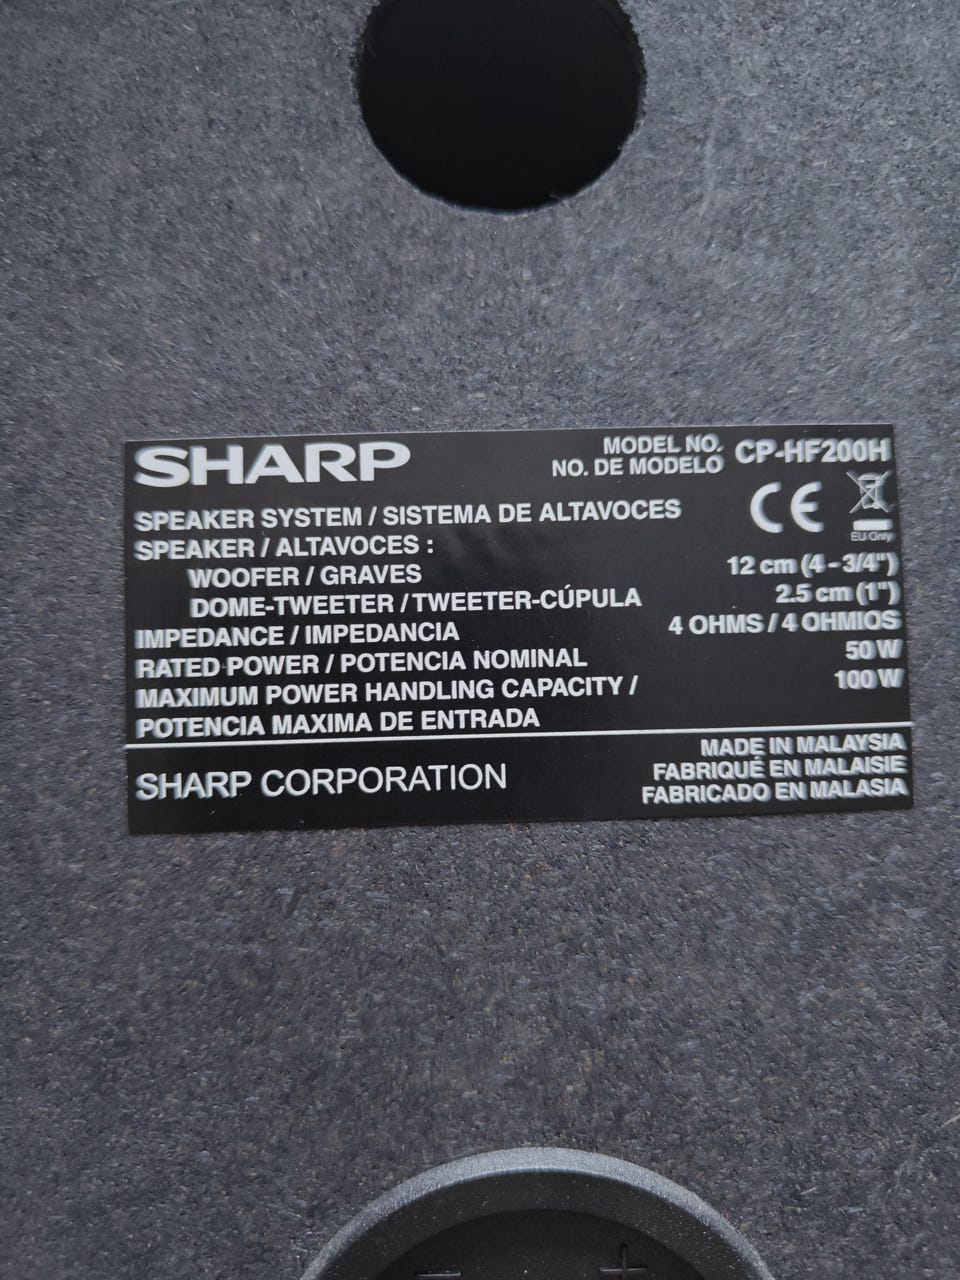 SHARP
MODEL NO.
NO. DE MODELO
CP-HF200H
CE
EU Only
SPEAKER SYSTEM / SISTEMA DE ALTAVOCES
SPEAKER / ALTAVOCES :
WOOFER / GRAVES 12 cm (4 - 3/4")
DOME-TWEETER / TWEETER-CÚPULA 2.5 cm (1")
IMPEDANCE / IMPEDANCIA 4 OHMS / 4 OHMIOS
RATED POWER / POTENCIA NOMINAL 50 W
MAXIMUM POWER HANDLING CAPACITY / 100 W
POTENCIA MAXIMA DE ENTRADA
SHARP CORPORATION
MADE IN MALAYSIA
FABRIQUÉ EN MALAISIE
FABRICADO EN MALASIA
- +